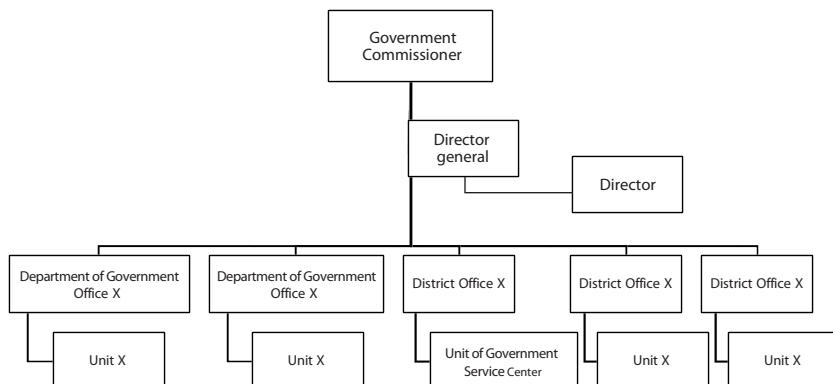 Government
Commissioner
Director
general
Director
Department of Government
Office X
Department of Government
Office X
District Office X
District Office X
District Office X
Unit X
Unit X
Unit of Government
Service Center
Unit X
Unit X